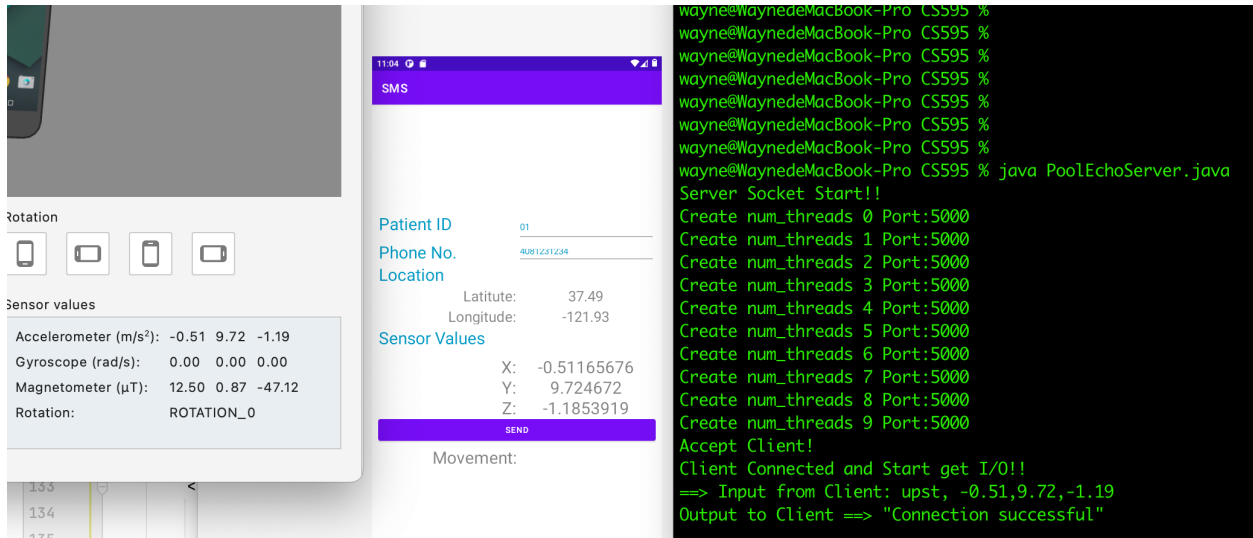 Rotation
Sensor values
Accelerometer (m/s²): -0.51 9.72 -1.19
Gyroscope (rad/s): 0.00 0.00 0.00
Magnetometer (μT): 12.50 0.87 -47.12
Rotation: ROTATION_0
133
134
135
<
11:04
SMS
Patient ID 01
Phone No. 4081231234
Location
Latitute: 37.49
Longitude: -121.93
Sensor Values
X: -0.51165676
Y: 9.724672
Z: -1.1853919
SEND
Movement:
wayne@WaynedeMacBook-Pro CS595 %
wayne@WaynedeMacBook-Pro CS595 %
wayne@WaynedeMacBook-Pro CS595 %
wayne@WaynedeMacBook-Pro CS595 %
wayne@WaynedeMacBook-Pro CS595 %
wayne@WaynedeMacBook-Pro CS595 %
wayne@WaynedeMacBook-Pro CS595 %
wayne@WaynedeMacBook-Pro CS595 % java PoolEchoServer.java
Server Socket Start!!
Create num_threads 0 Port:5000
Create num_threads 1 Port:5000
Create num_threads 2 Port:5000
Create num_threads 3 Port:5000
Create num_threads 4 Port:5000
Create num_threads 5 Port:5000
Create num_threads 6 Port:5000
Create num_threads 7 Port:5000
Create num_threads 8 Port:5000
Create num_threads 9 Port:5000
Accept Client!
Client Connected and Start get I/O!!
==> Input from Client: upst, -0.51,9.72,-1.19
Output to Client ==> "Connection successful"